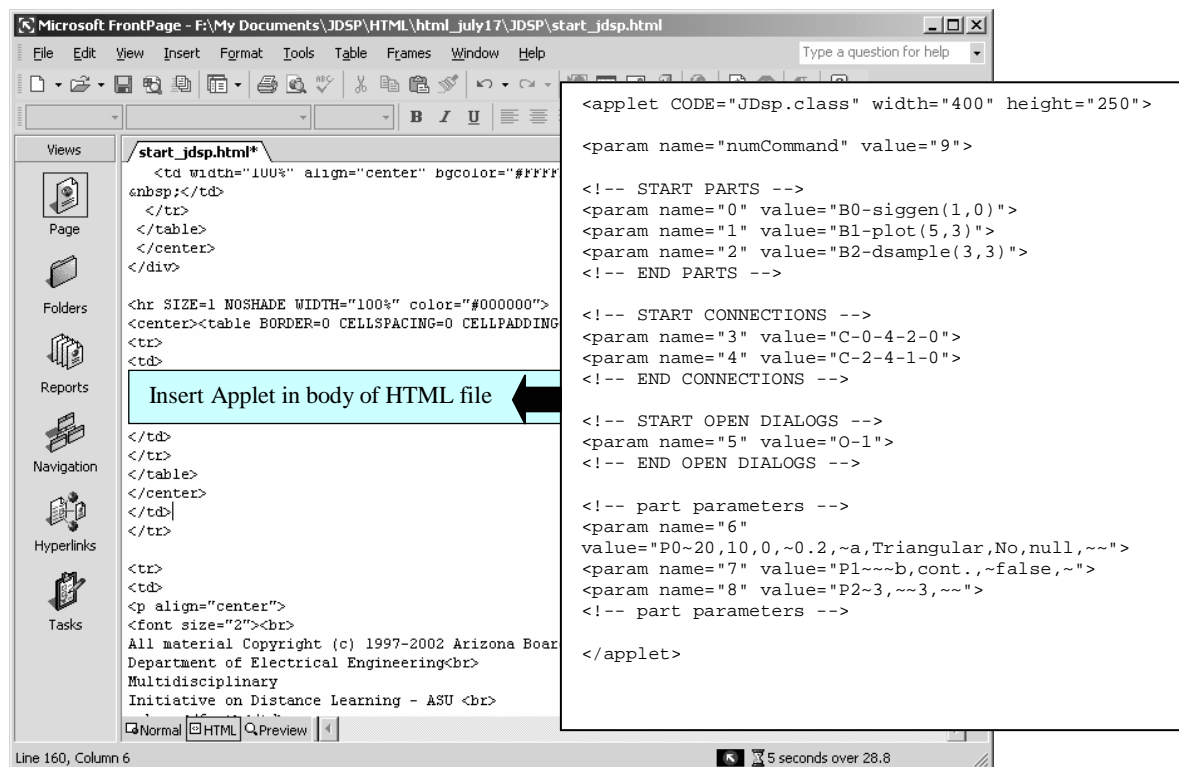 Microsoft FrontPage - F:\My Documents\JDSP\HTML\html_july17\JDSP\start_jdsp.html
File Edit View Insert Format Tools Table Frames Window Help
Type a question for help
B I U
Views
Page
Folders
Reports
Navigation
Hyperlinks
Tasks
start_jdsp.html*
<td width="100%" align="center" bgcolor="#FFFF
&nbsp;</td>
</tr>
</table>
</center>
</div>
<hr SIZE=1 NOSHADE WIDTH="100%" color="#000000">
<center><table BORDER=0 CELLSPACING=0 CELLPADDING
<tr>
<td>
Insert Applet in body of HTML file
</td>
</tr>
</table>
</center>
</td>
</tr>
<tr>
<td>
<p align="center">
<font size="2"><br>
All material Copyright (c) 1997-2002 Arizona Boar
Department of Electrical Engineering<br>
Multidisciplinary
Initiative on Distance Learning - ASU <br>
Normal HTML Preview
Line 160, Column 6
5 seconds over 28.8
<applet CODE="JDsp.class" width="400" height="250">
<param name="numCommand" value="9">
<!-- START PARTS -->
<param name="0" value="B0-siggen(1,0)">
<param name="1" value="B1-plot(5,3)">
<param name="2" value="B2-dsample(3,3)">
<!-- END PARTS -->
<!-- START CONNECTIONS -->
<param name="3" value="C-0-4-2-0">
<param name="4" value="C-2-4-1-0">
<!-- END CONNECTIONS -->
<!-- START OPEN DIALOGS -->
<param name="5" value="O-1">
<!-- END OPEN DIALOGS -->
<!-- part parameters -->
<param name="6"
value="P0~20,10,0,~0.2,~a,Triangular,No,null,~~">
<param name="7" value="P1~~~b,cont.,~false,~">
<param name="8" value="P2~3,~~3,~~">
<!-- part parameters -->
</applet>